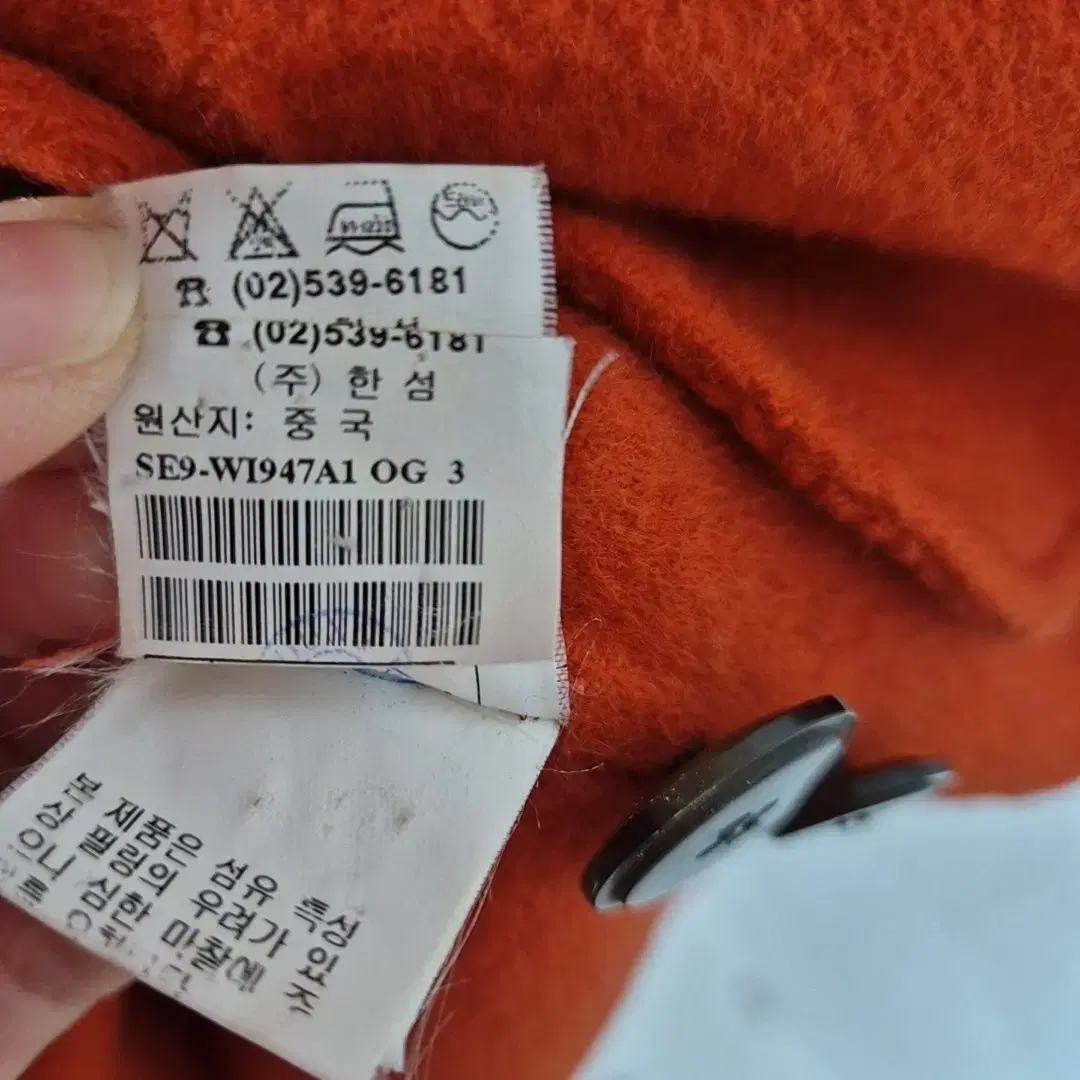 ☎ (02)539-6181
☎ (02)539-6181
(주) 한 섬
원산지: 중 국
SE9-WI947A1 OG 3
본 제품은 섬유 특성
상 필링의 우려가 있
으니 심한 마찰에 주